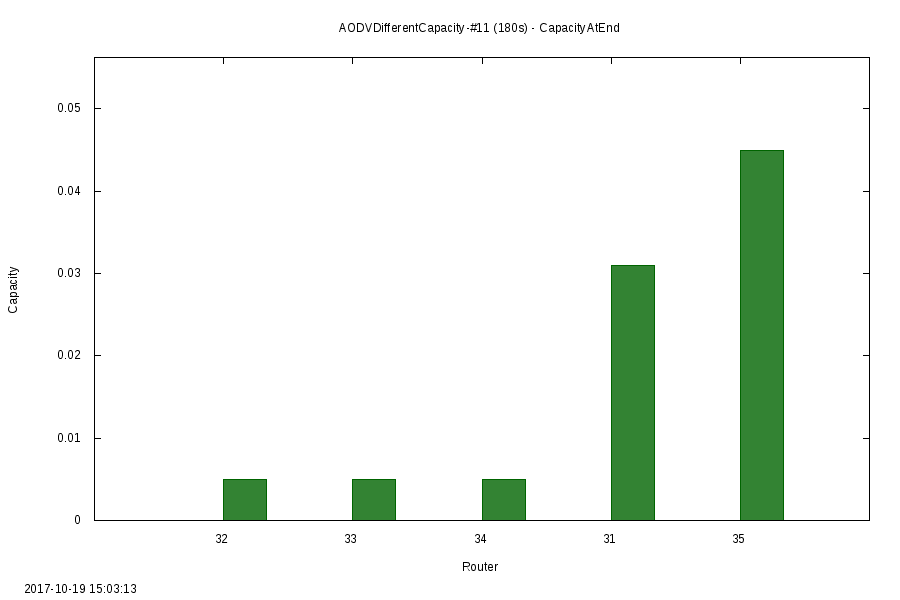 AODVDifferentCapacity-#11 (180s) - CapacityAtEnd
0.05
0.04
0.03
0.02
0.01
0
Capacity
32 33 34 31 35
Router
2017-10-19 15:03:13